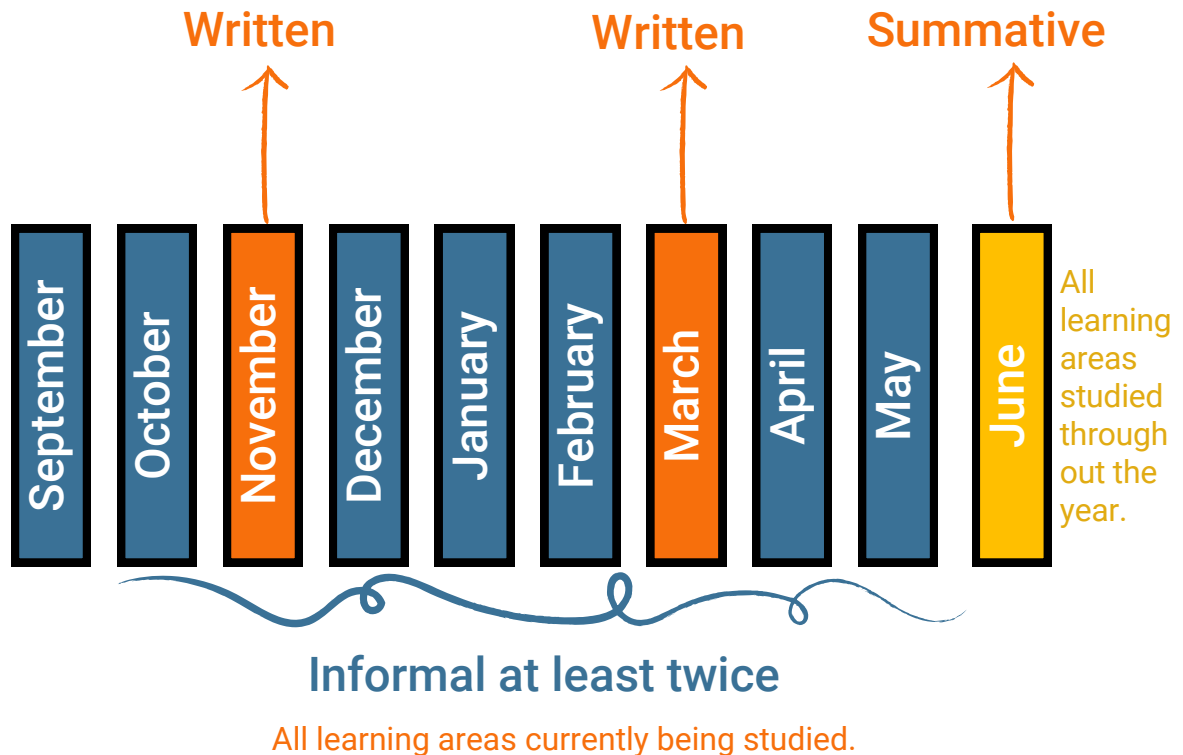 Written
Written
Summative
September
October
November
December
January
February
March
April
May
June
All
learning
areas
studied
through
out the
year.
Informal at least twice
All learning areas currently being studied.